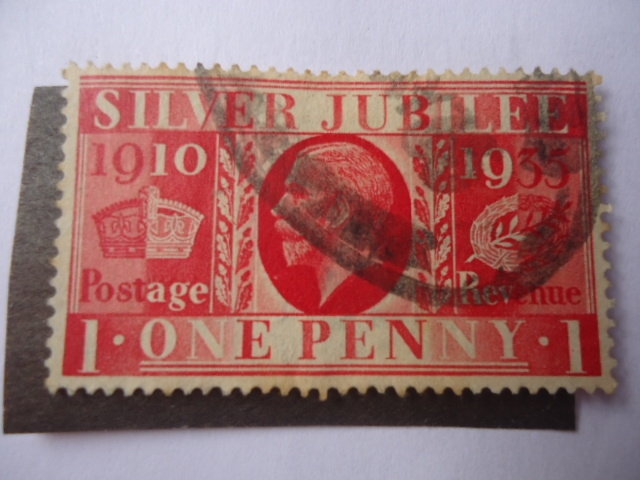 SILVER JUBILEE
1910 1935
Postage Revenue
1 · ONE PENNY · 1